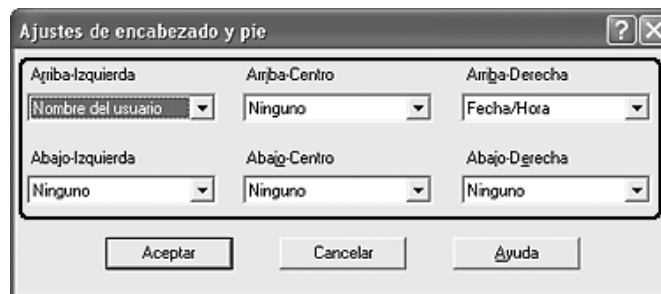 Ajustes de encabezado y pie
Arriba-Izquierda Arriba-Centro Arriba-Derecha
Nombre del usuario Ninguno Fecha/Hora
Abajo-Izquierda Abajo-Centro Abajo-Derecha
Ninguno Ninguno Ninguno
Aceptar Cancelar Ayuda